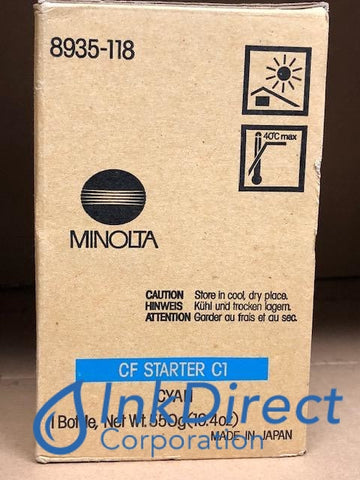 8935-118
40°C max
MINOLTA
CAUTION Store in cool, dry place.
HINWEIS Kühl und trocken lagern.
ATTENTION Garder au frais et au sec.
CF STARTER C1
CYAN
1 Bottle, Net Wt. 550g(19.4oz)
MADE IN JAPAN
InkDirect
Corporation